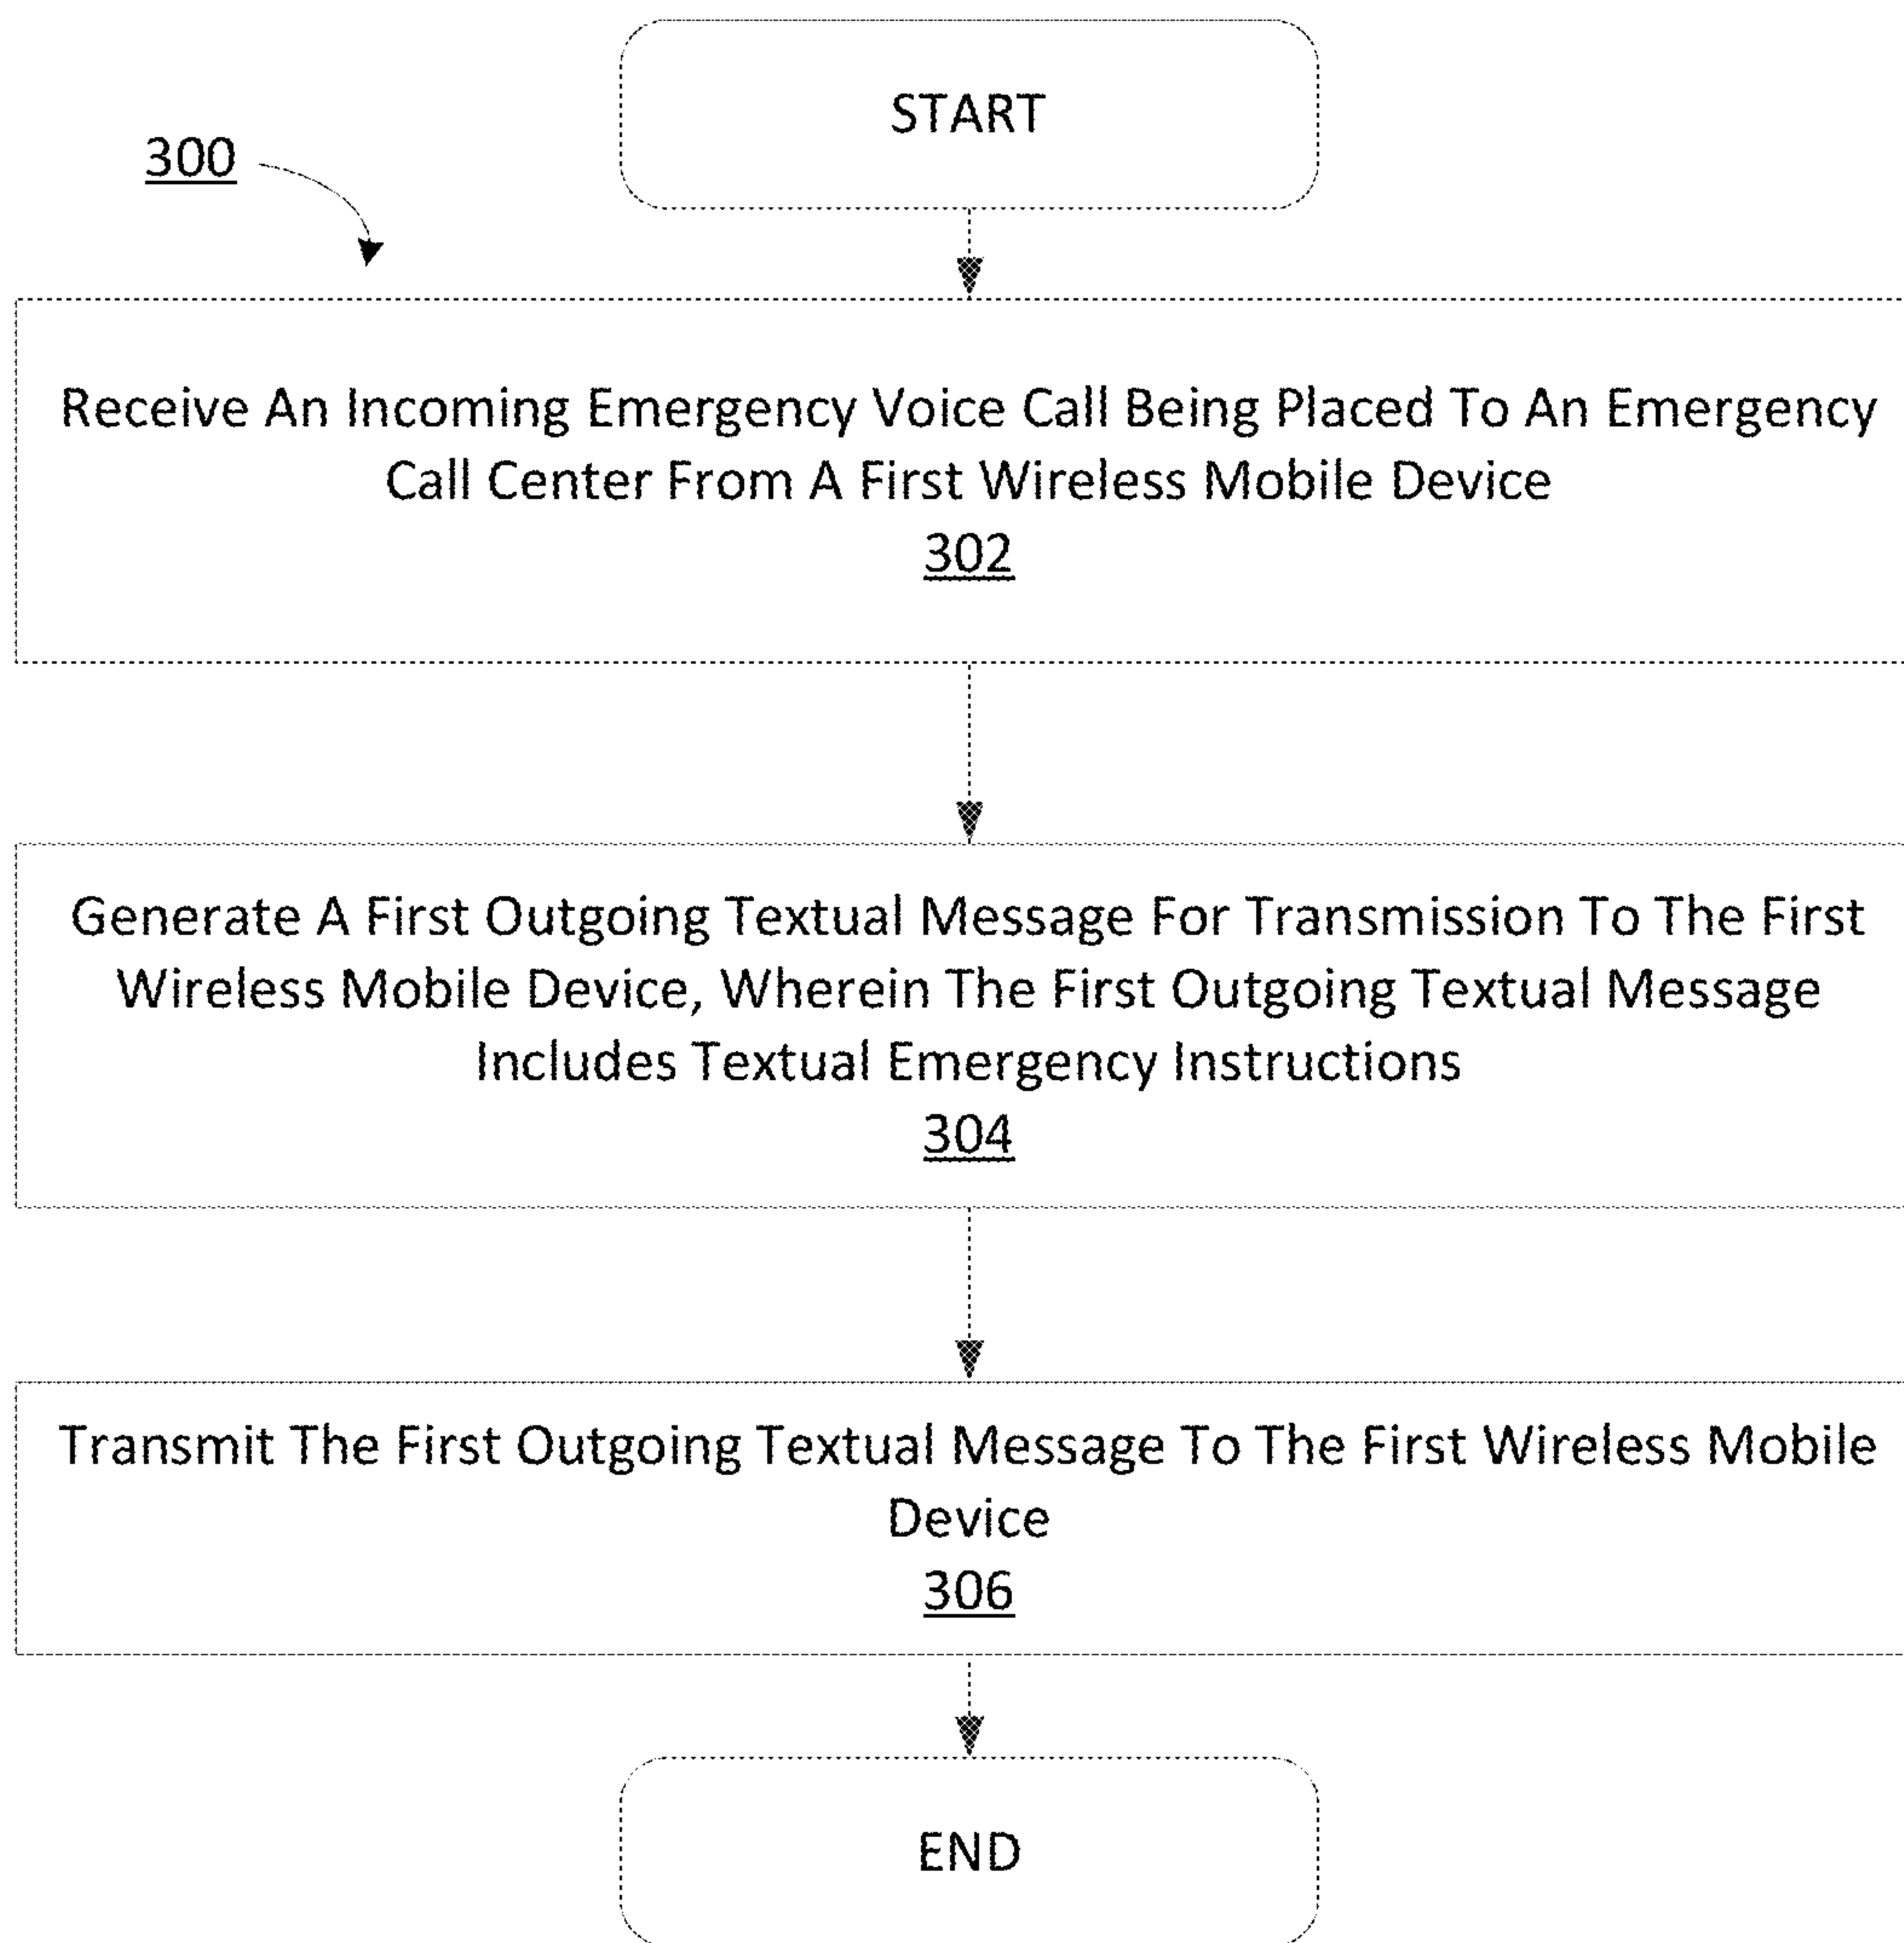 START
300
Receive An Incoming Emergency Voice Call Being Placed To An Emergency
Call Center From A First Wireless Mobile Device
302
Generate A First Outgoing Textual Message For Transmission To The First
Wireless Mobile Device, Wherein The First Outgoing Textual Message
Includes Textual Emergency Instructions
304
Transmit The First Outgoing Textual Message To The First Wireless Mobile
Device
306
END